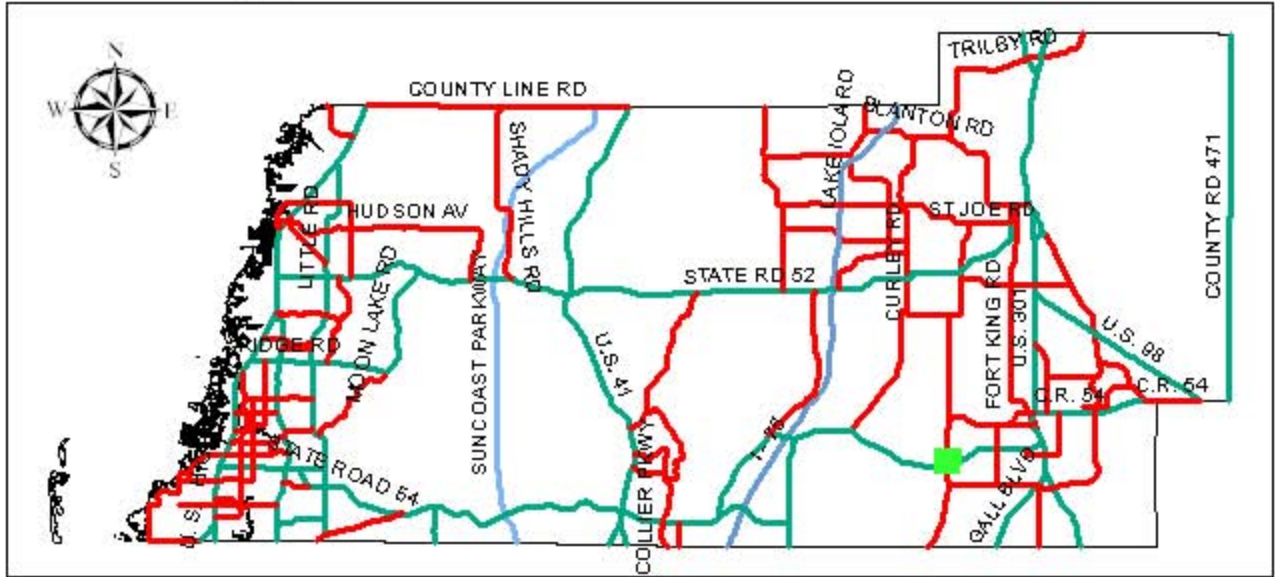 TRILBY RD
N
W E
S
COUNTY LINE RD
LAKE IOLA RD
BLANTON RD
SHADY HILLS RD
COUNTY RD 471
LITTLE RD
HUDSON AV
ST JOE RD
MOON LAKE RD
SUNCOAST PARKWAY
STATE RD 52
CURLEY RD
FORT KING RD
U.S. 301
U.S. 98
RIDGE RD
U.S. 41
C.R. 54
C.R. 54
I-75
COLLIER PKWY
STATE ROAD 54
GALL BLVD
U. S.